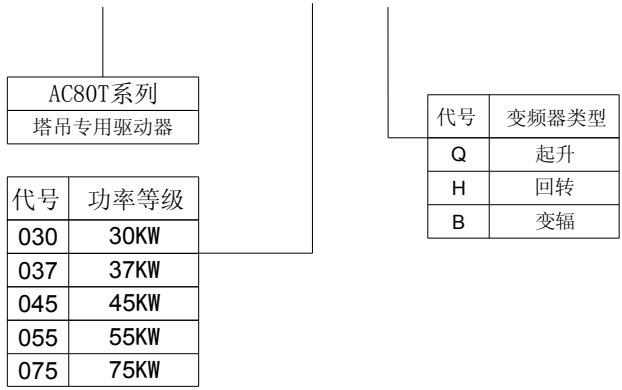 AC80T系列
塔吊专用驱动器
代号 功率等级
030 30KW
037 37KW
045 45KW
055 55KW
075 75KW
代号 变频器类型
Q 起升
H 回转
B 变辐